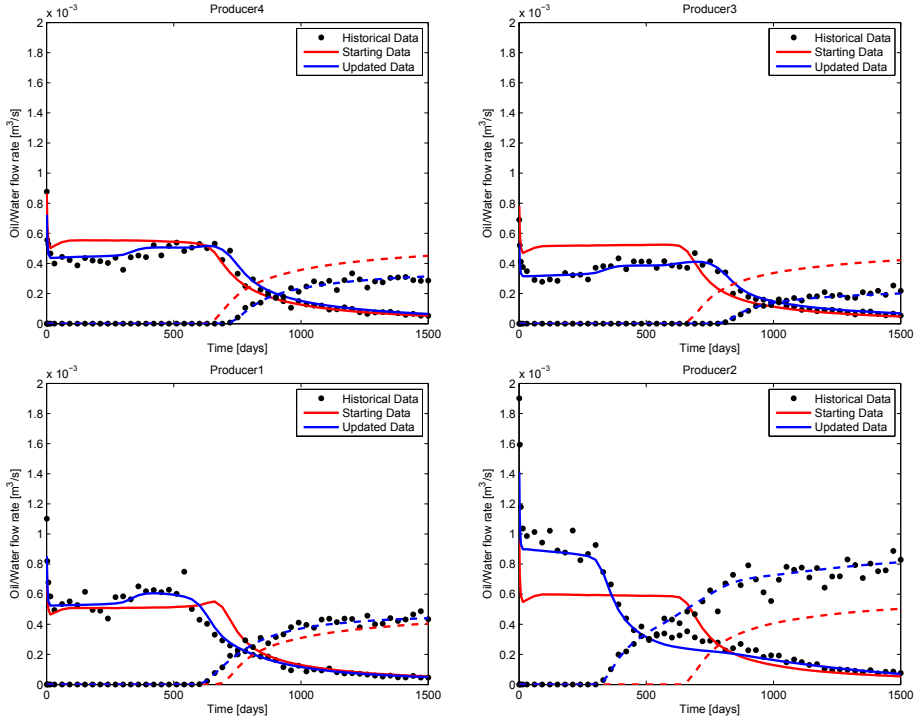 Producer4
x 10⁻³
Oil/Water flow rate [m³/s]
2
1.8
1.6
1.4
1.2
1
0.8
0.6
0.4
0.2
0
0 500 1000 1500
Time [days]
Historical Data
Starting Data
Updated Data
Producer3
x 10⁻³
Oil/Water flow rate [m³/s]
2
1.8
1.6
1.4
1.2
1
0.8
0.6
0.4
0.2
0
0 500 1000 1500
Time [days]
Historical Data
Starting Data
Updated Data
Producer1
x 10⁻³
Oil/Water flow rate [m³/s]
2
1.8
1.6
1.4
1.2
1
0.8
0.6
0.4
0.2
0
0 500 1000 1500
Time [days]
Historical Data
Starting Data
Updated Data
Producer2
x 10⁻³
Oil/Water flow rate [m³/s]
2
1.8
1.6
1.4
1.2
1
0.8
0.6
0.4
0.2
0
0 500 1000 1500
Time [days]
Historical Data
Starting Data
Updated Data